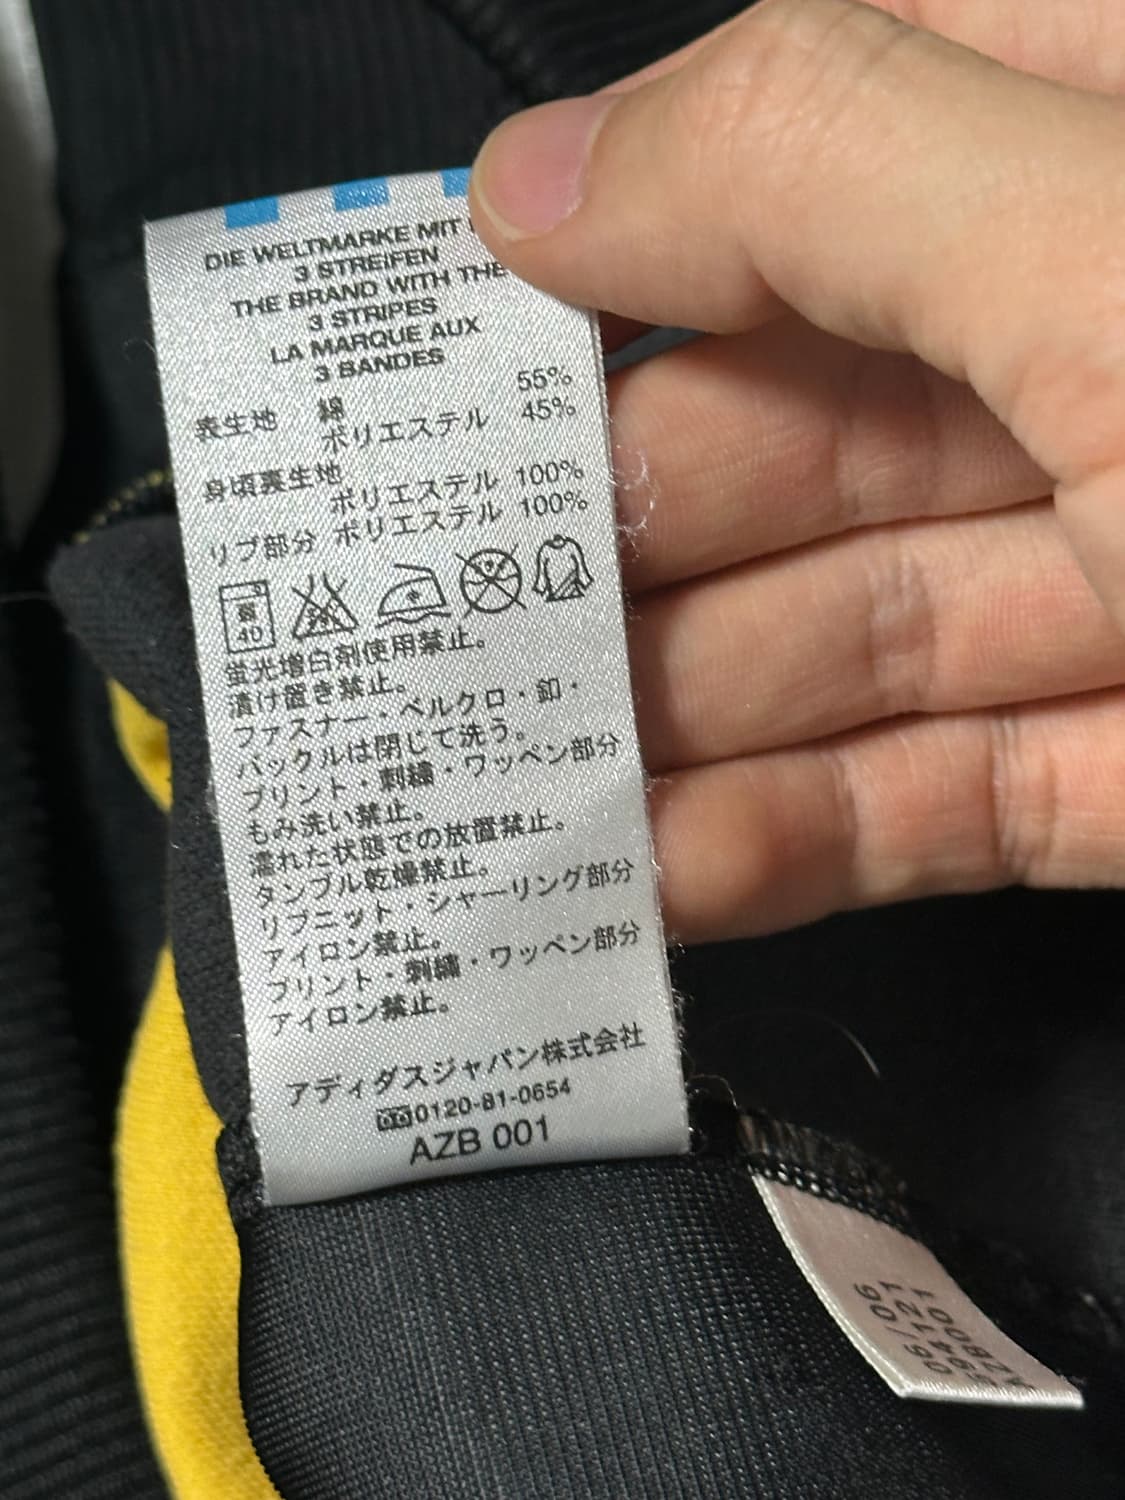 DIE WELTMARKE MIT
3 STREIFEN
THE BRAND WITH THE
3 STRIPES
LA MARQUE AUX
3 BANDES
表生地 綿 55%
ポリエステル 45%
身頃裏生地
ポリエステル 100%
リブ部分 ポリエステル 100%
弱
40
蛍光増白剤使用禁止。
漬け置き禁止。
ファスナー・ベルクロ・釦・
バックルは閉じて洗う。
プリント・刺繍・ワッペン部分
もみ洗い禁止。
濡れた状態での放置禁止。
タンブル乾燥禁止。
リブニット・シャーリング部分
アイロン禁止。
プリント・刺繍・ワッペン部分
アイロン禁止。
アディダスジャパン株式会社
0120-81-0654
AZB 001
06/06